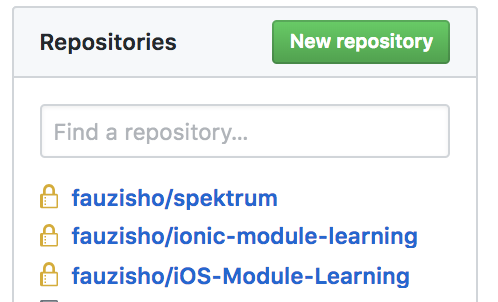 Repositories
New repository
Find a repository...
fauzisho/spektrum
fauzisho/ionic-module-learning
fauzisho/iOS-Module-Learning